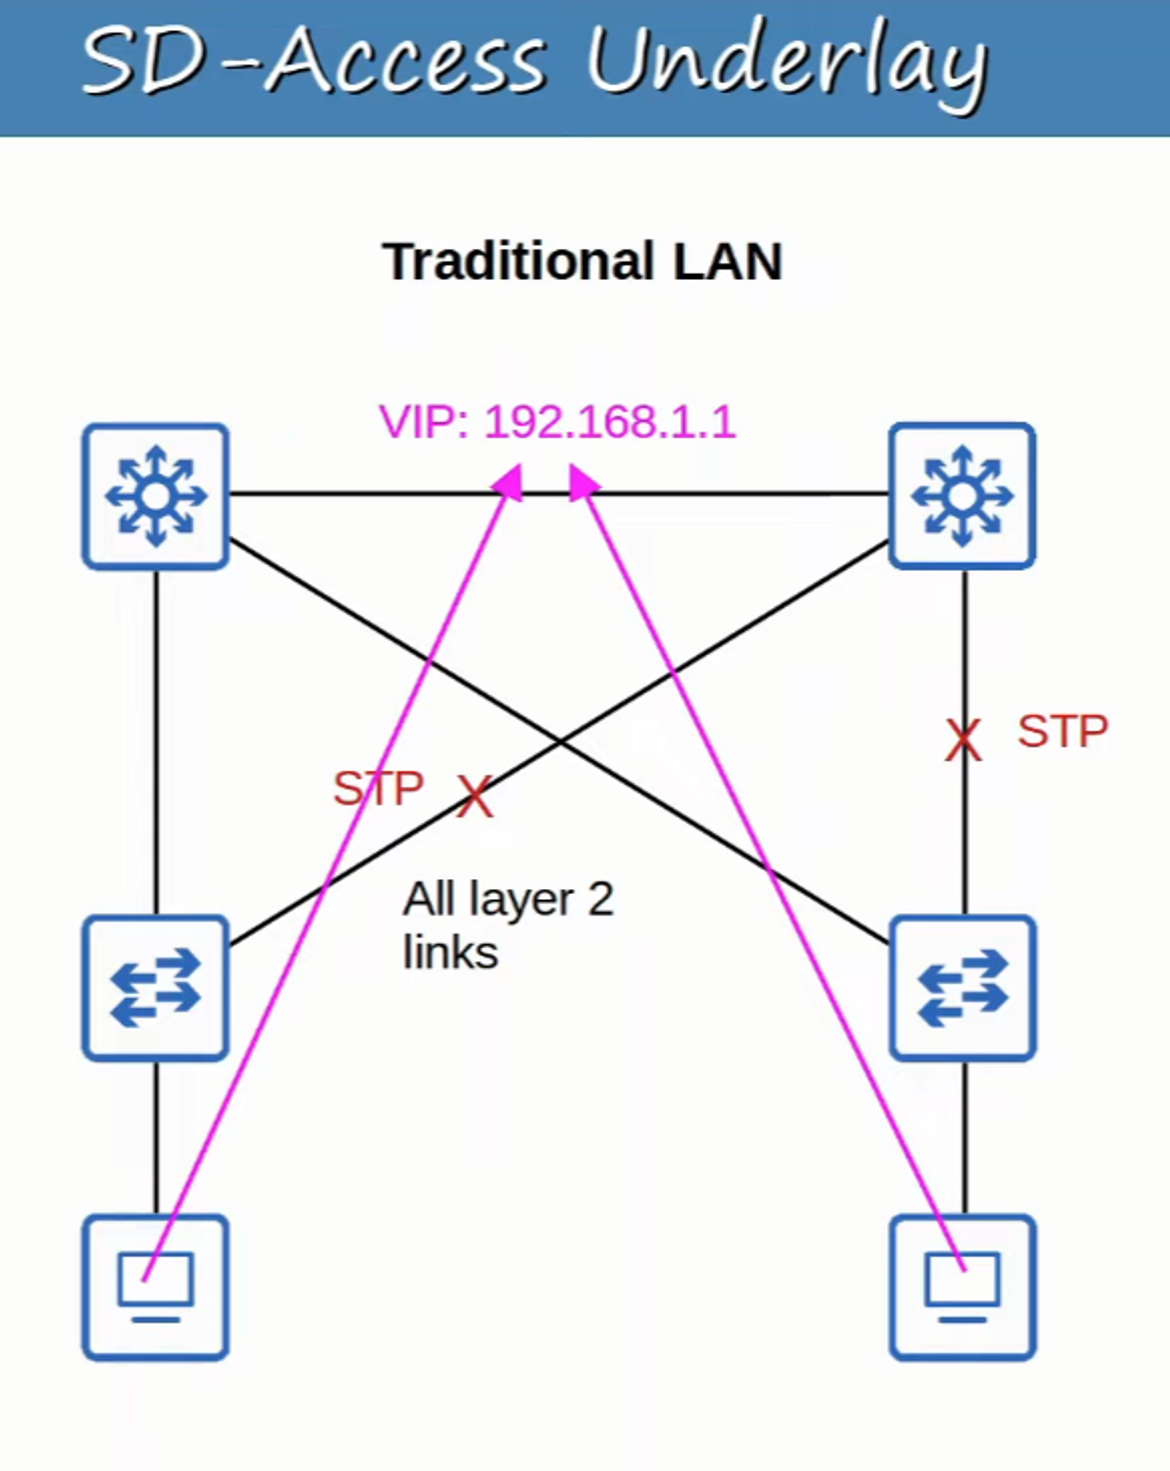 SD-Access Underlay
Traditional LAN
VIP: 192.168.1.1
X STP
STP X
All layer 2
links